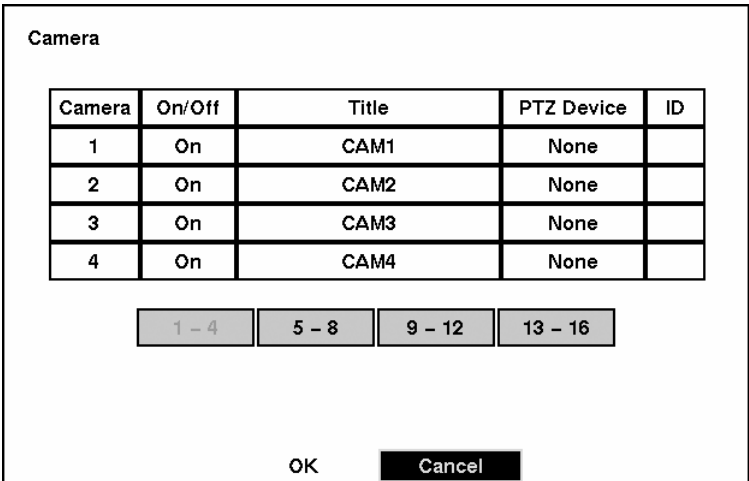 Camera
Camera On/Off Title PTZ Device ID
1 On CAM1 None
2 On CAM2 None
3 On CAM3 None
4 On CAM4 None
1 – 4 5 – 8 9 – 12 13 – 16
OK Cancel